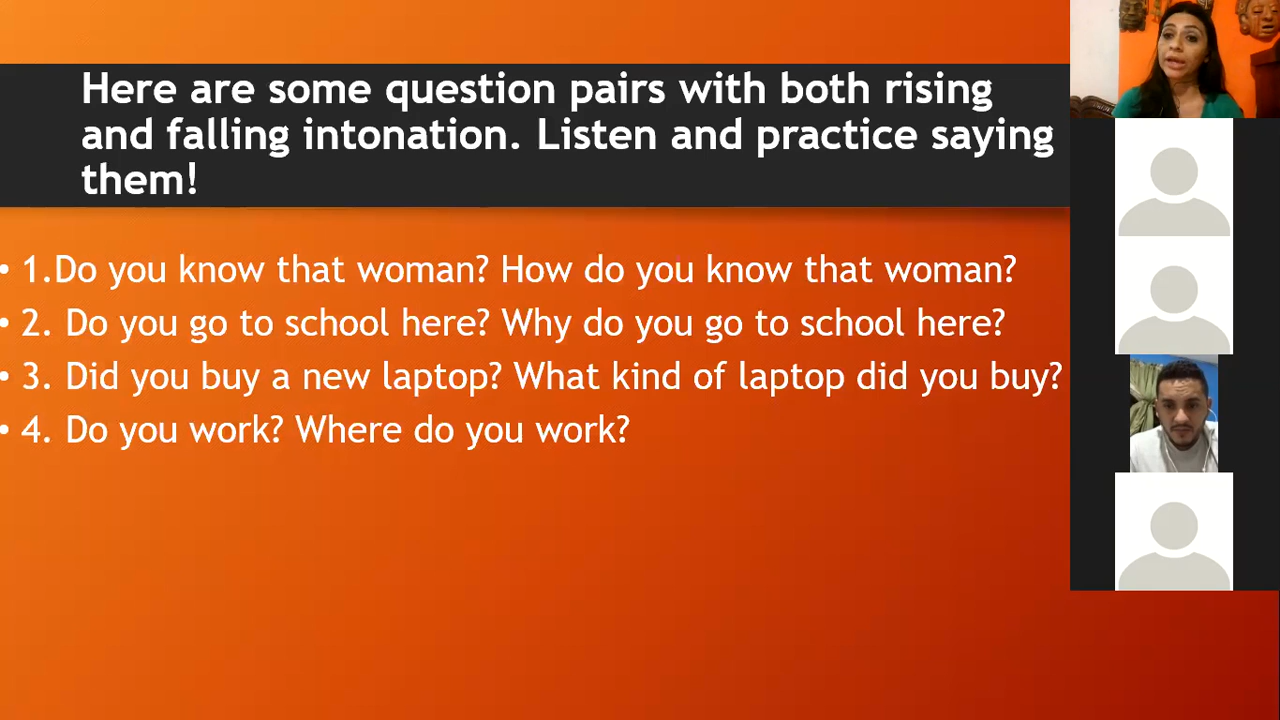 Here are some question pairs with both rising
and falling intonation. Listen and practice saying
them!
• 1.Do you know that woman? How do you know that woman?
• 2. Do you go to school here? Why do you go to school here?
• 3. Did you buy a new laptop? What kind of laptop did you buy?
• 4. Do you work? Where do you work?